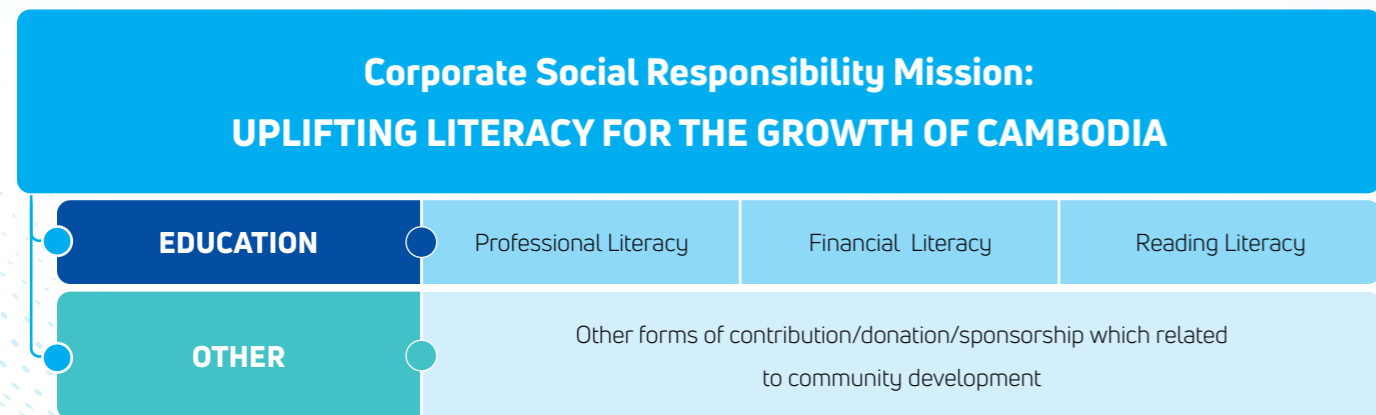 Corporate Social Responsibility Mission:
UPLIFTING LITERACY FOR THE GROWTH OF CAMBODIA
EDUCATION
Professional Literacy
Financial Literacy
Reading Literacy
OTHER
Other forms of contribution/donation/sponsorship which related
to community development